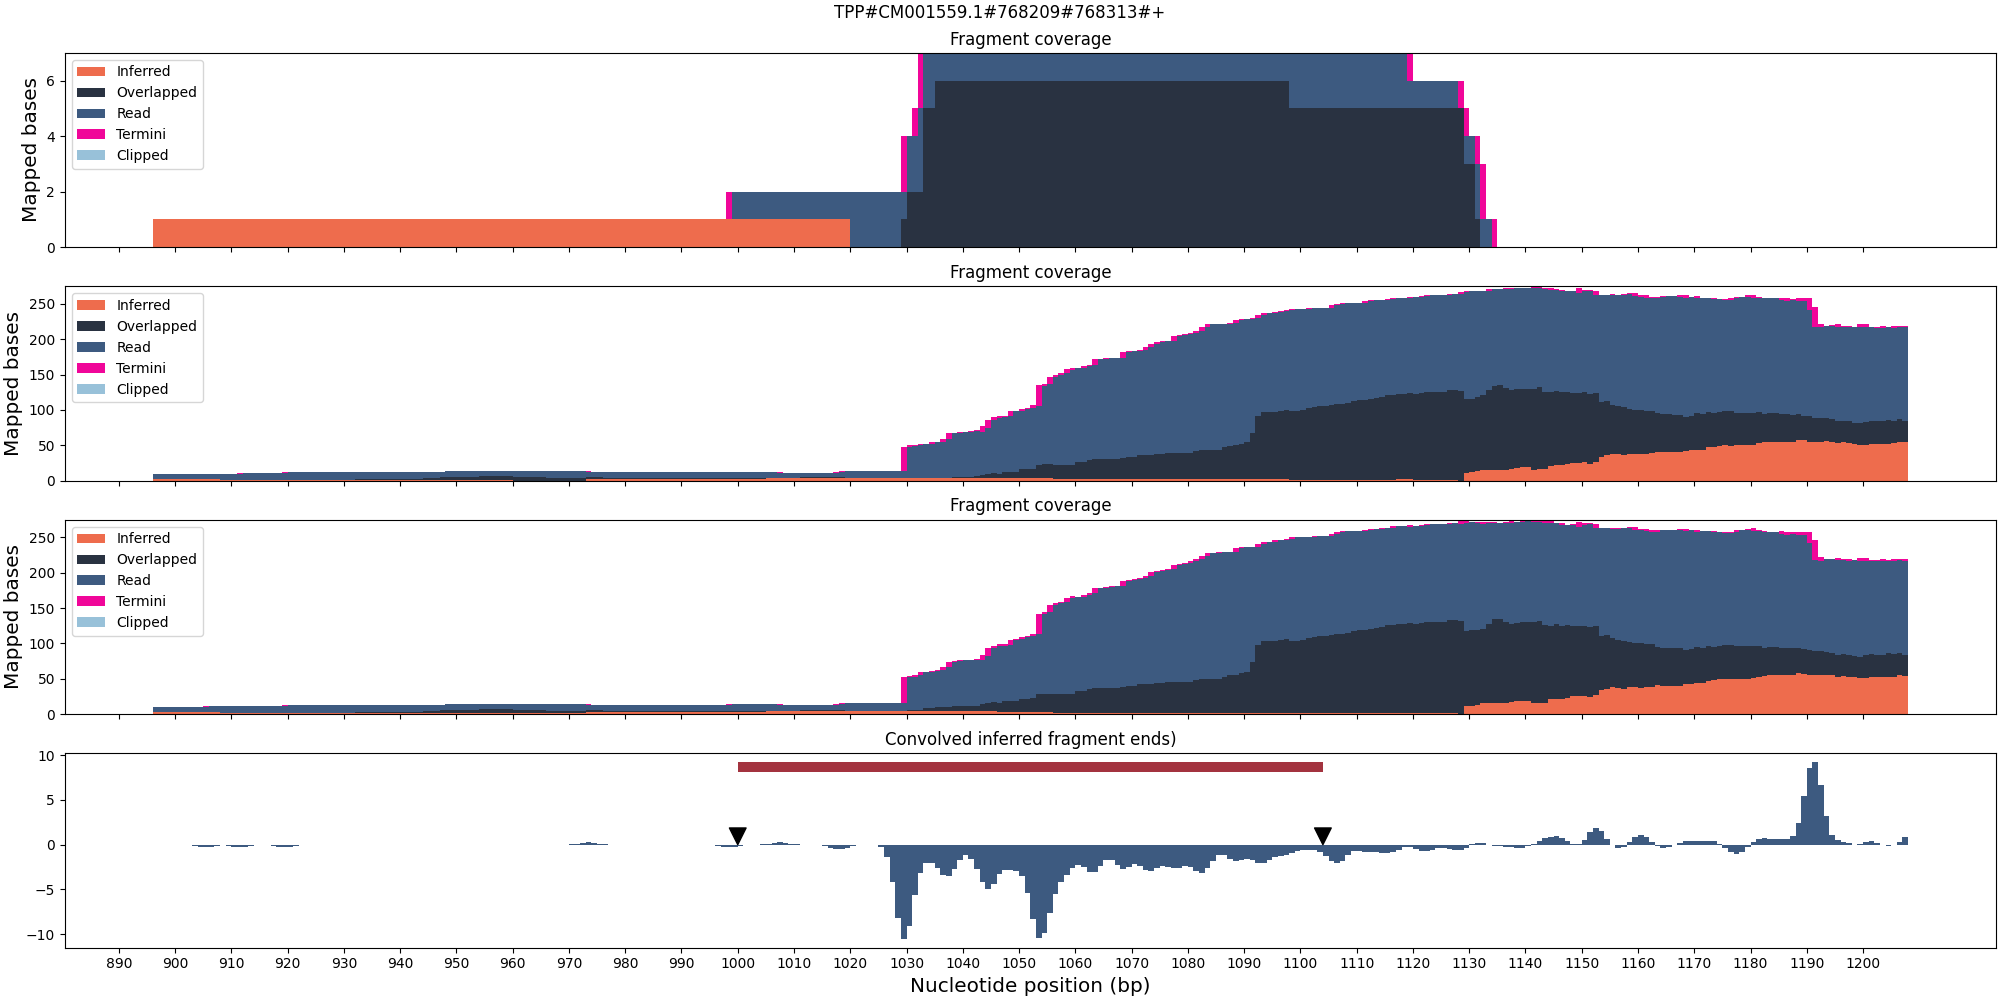 TPP#CM001559.1#768209#768313#+
Fragment coverage
Mapped bases
6
4
2
0
Inferred
Overlapped
Read
Termini
Clipped
Fragment coverage
Mapped bases
250
200
150
100
50
0
Inferred
Overlapped
Read
Termini
Clipped
Fragment coverage
Mapped bases
250
200
150
100
50
0
Inferred
Overlapped
Read
Termini
Clipped
Convolved inferred fragment ends)
10
5
0
−5
−10
890 900 910 920 930 940 950 960 970 980 990 1000 1010 1020 1030 1040 1050 1060 1070 1080 1090 1100 1110 1120 1130 1140 1150 1160 1170 1180 1190 1200
Nucleotide position (bp)